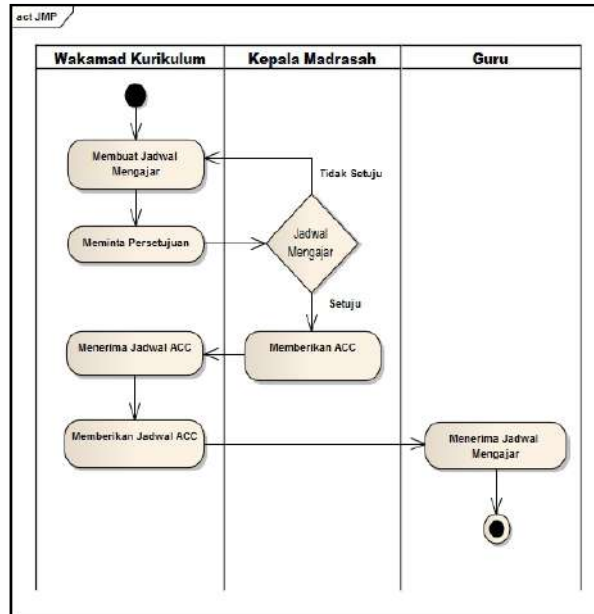 act JMP
Wakamad Kurikulum
Kepala Madrasah
Guru
Membuat Jadwal
Mengajar
Tidak Setuju
Meminta Persetujuan
Jadwal
Mengajar
Setuju
Menerima Jadwal ACC
Memberikan ACC
Memberikan Jadwal ACC
Menerima Jadwal
Mengajar